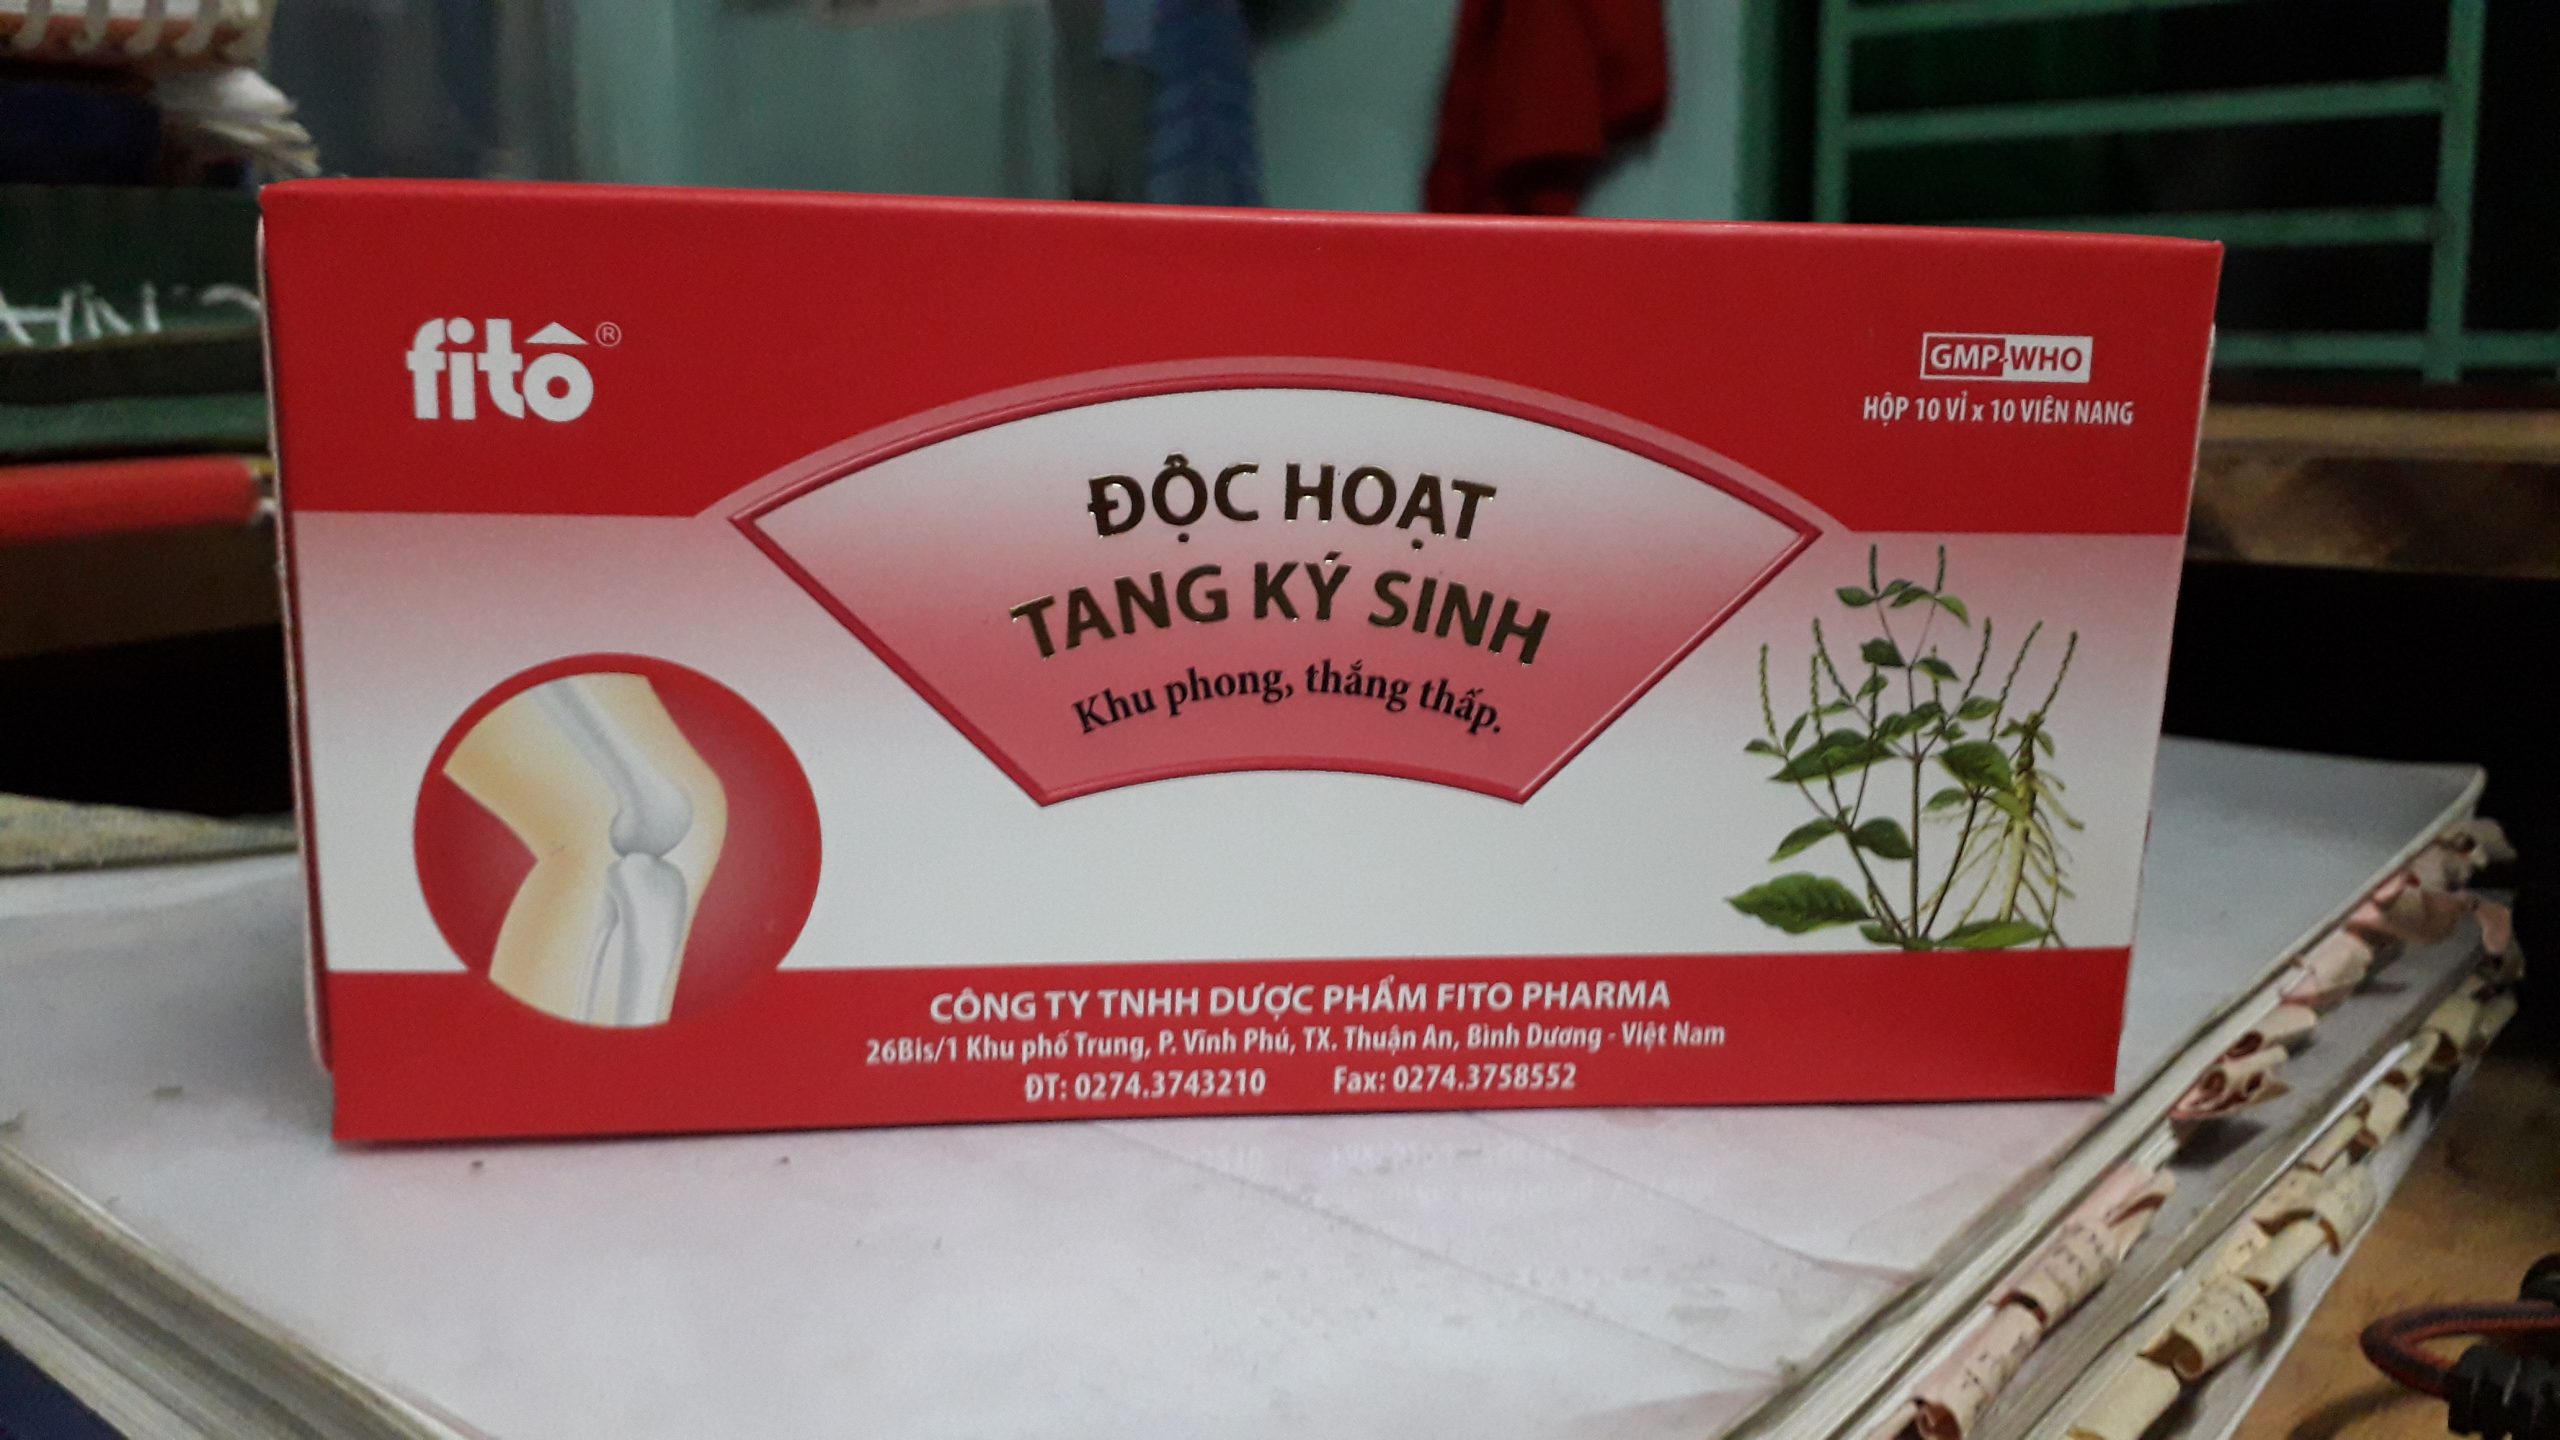 fitô®
GMP-WHO
HỘP 10 VỈ x 10 VIÊN NANG
ĐỘC HOẠT
TANG KÝ SINH
Khu phong, thắng thấp.
CÔNG TY TNHH DƯỢC PHẨM FITO PHARMA
26Bis/1 Khu phố Trung, P. Vĩnh Phú, TX. Thuận An, Bình Dương - Việt Nam
ĐT: 0274.3743210 Fax: 0274.3758552